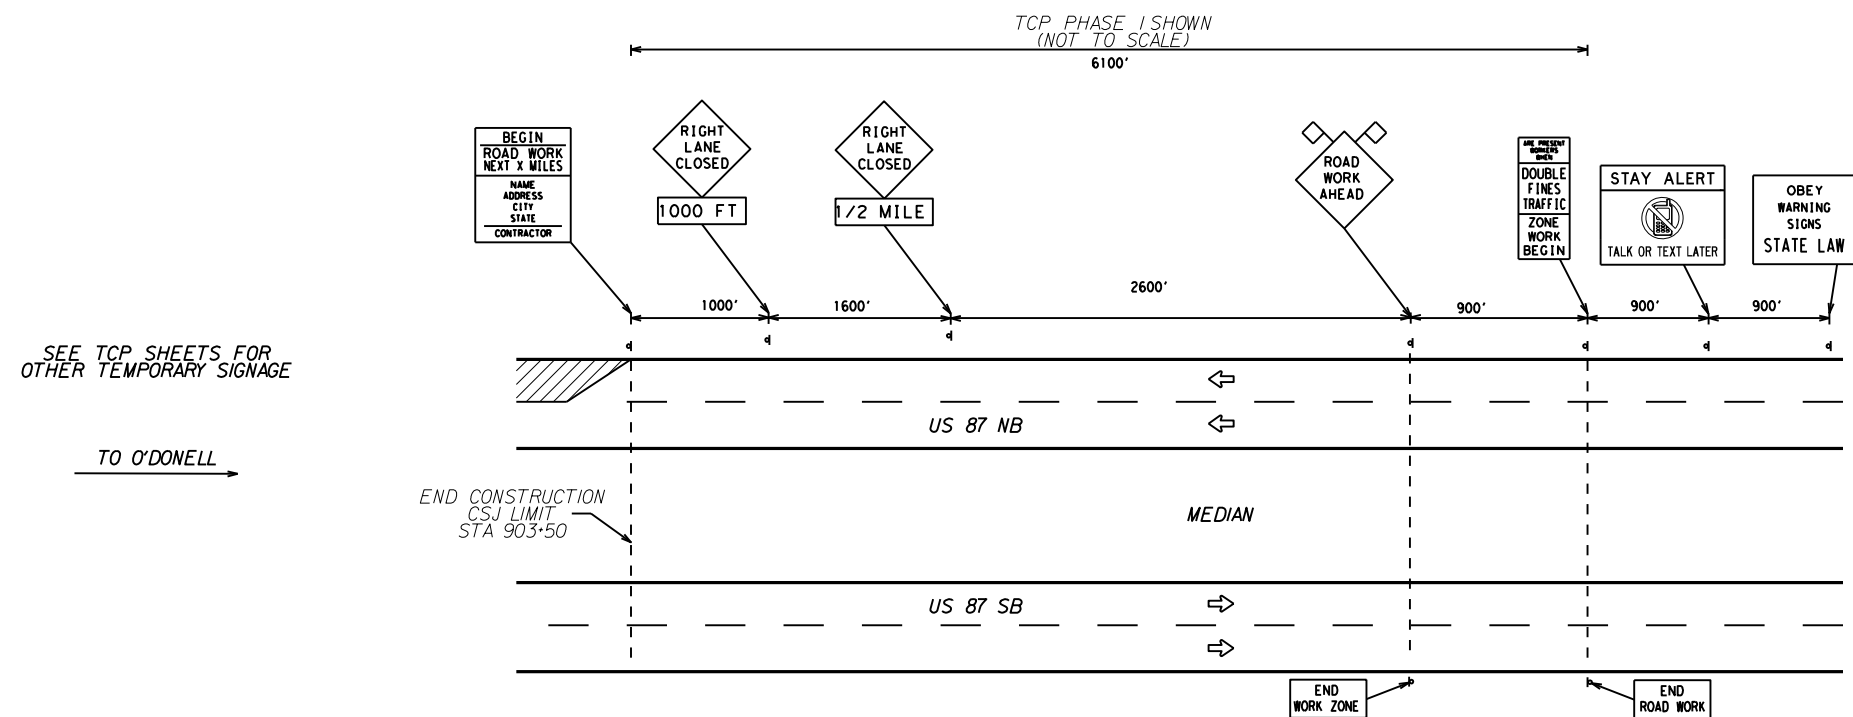 TCP PHASE I SHOWN
(NOT TO SCALE)
6100'
BEGIN
ROAD WORK
NEXT X MILES
NAME
ADDRESS
CITY
STATE
CONTRACTOR
RIGHT
LANE
CLOSED
1000 FT
RIGHT
LANE
CLOSED
1/2 MILE
ROAD
WORK
AHEAD
ARE PRESENT
WORKERS
WHEN
DOUBLE
FINES
TRAFFIC
ZONE
WORK
BEGIN
STAY ALERT
TALK OR TEXT LATER
OBEY
WARNING
SIGNS
STATE LAW
1000'
1600'
2600'
900'
900'
900'
SEE TCP SHEETS FOR
OTHER TEMPORARY SIGNAGE
US 87 NB
TO O'DONELL
END CONSTRUCTION
CSJ LIMIT
STA 903+50
MEDIAN
US 87 SB
END
WORK ZONE
END
ROAD WORK